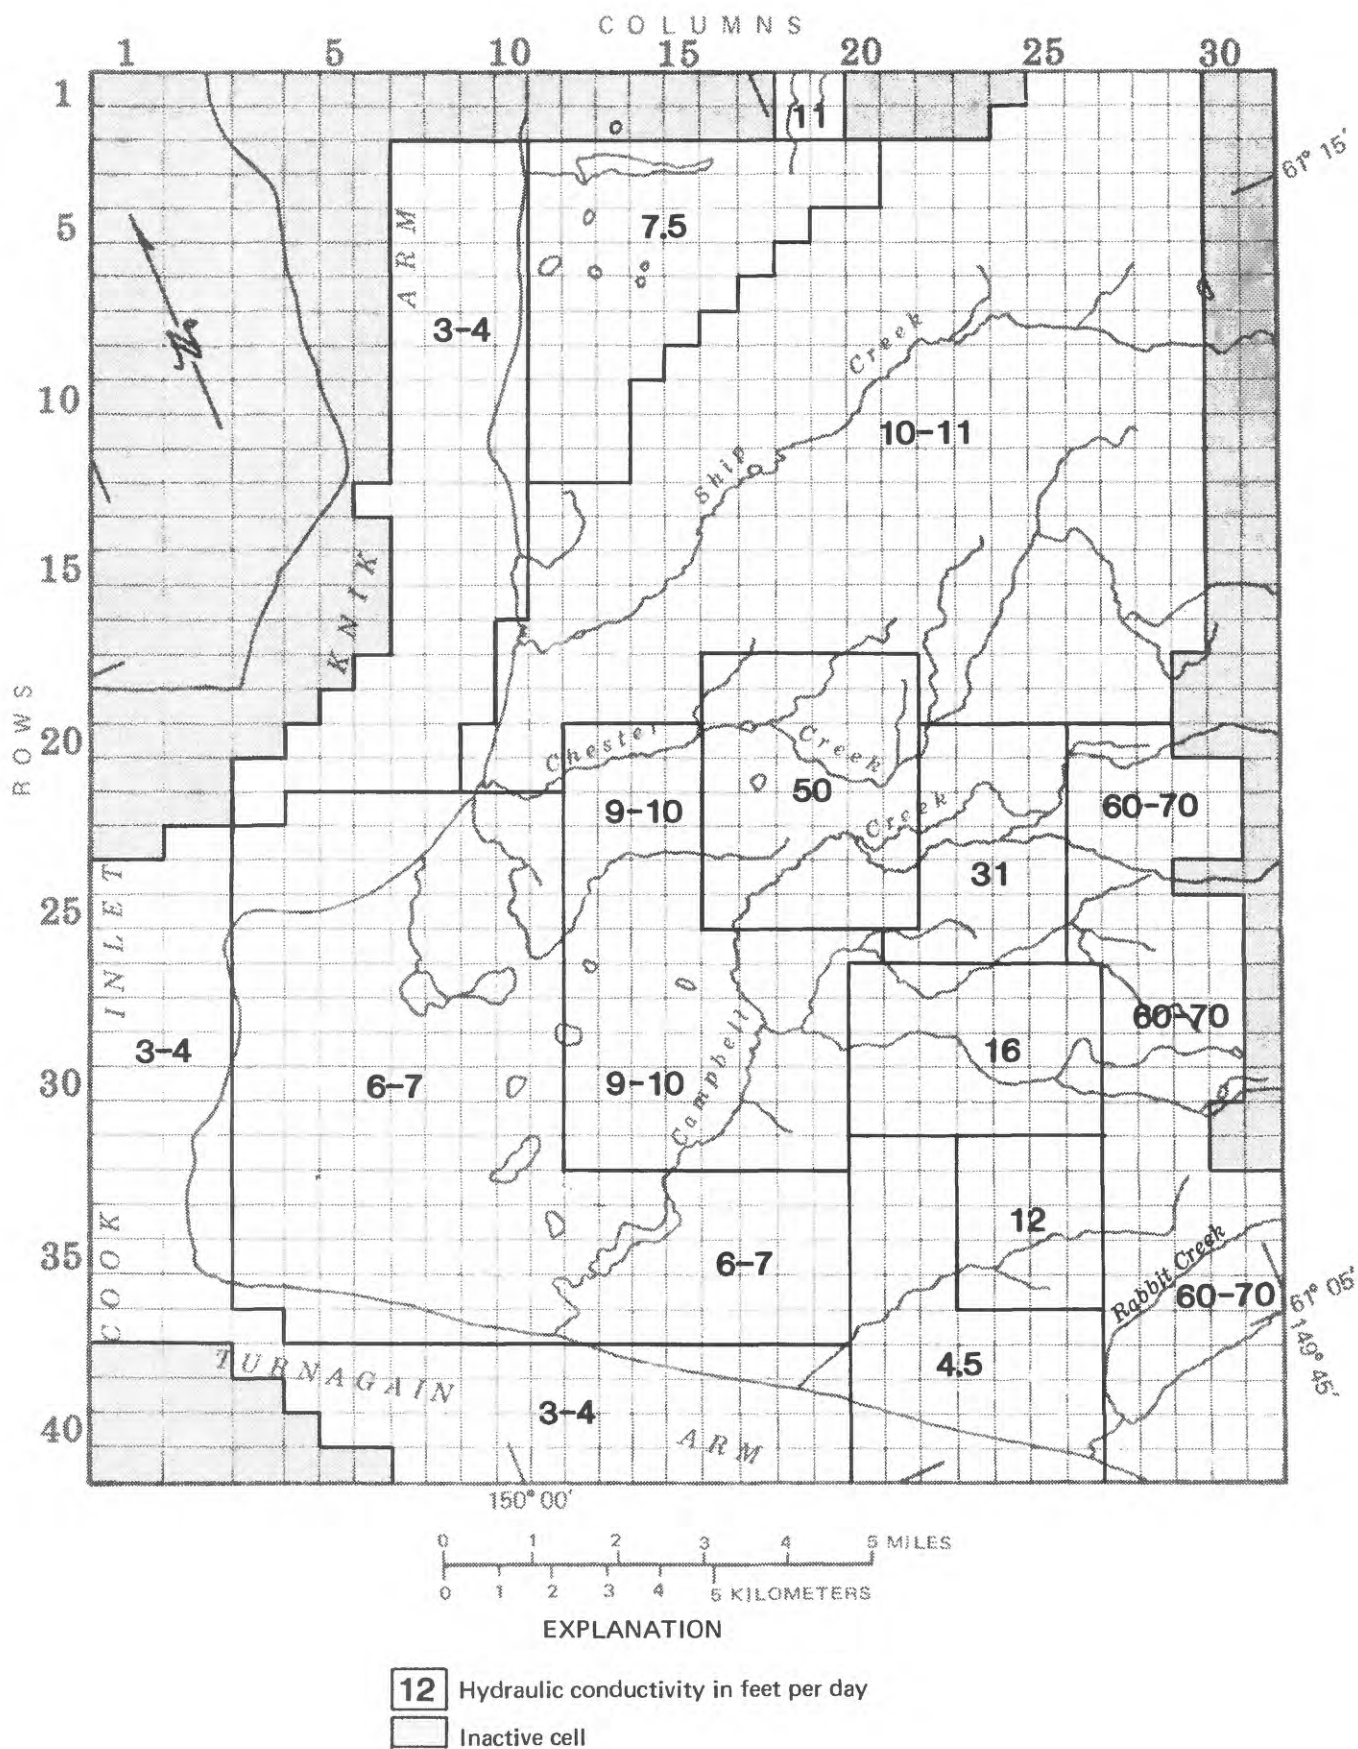 COLUMNS
1 5 10 15 20 25 30
1
11
61° 15'
5
ARM
7.5
3-4
N
Creek
10
10-11
Ship
15
KNIK
ROWS
20
Chester
Creek
50
9-10
Creek
60-70
31
25
INLET
60-70
3-4
16
30
6-7
9-10
Campbell
12
COOK
35
6-7
Rabbit Creek
60-70
61° 05'
149° 45'
TURNAGAIN
4.5
3-4
ARM
40
150° 00'
0 1 2 3 4 5 MILES
0 1 2 3 4 5 KILOMETERS
EXPLANATION
12 Hydraulic conductivity in feet per day
Inactive cell